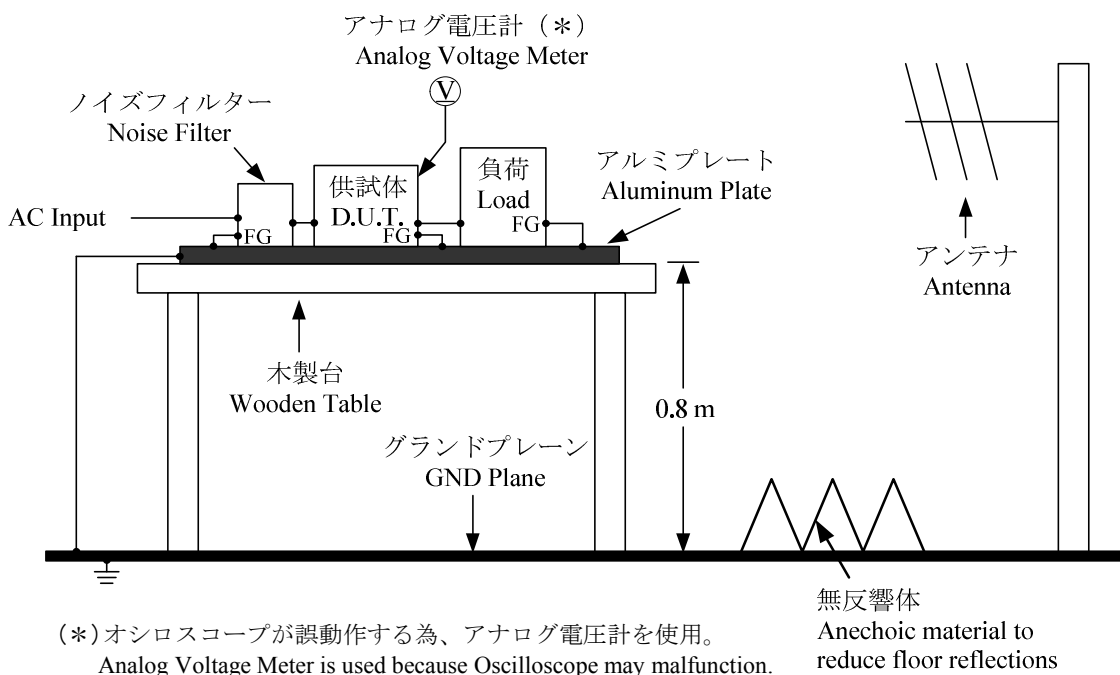 アナログ電圧計（＊）
Analog Voltage Meter
V
ノイズフィルター
Noise Filter
負荷
Load
アルミプレート
Aluminum Plate
供試体
D.U.T.
AC Input
FG
FG
FG
アンテナ
Antenna
木製台
Wooden Table
0.8 m
グランドプレーン
GND Plane
無反響体
Anechoic material to
reduce floor reflections
(＊)オシロスコープが誤動作する為、アナログ電圧計を使用。
Analog Voltage Meter is used because Oscilloscope may malfunction.